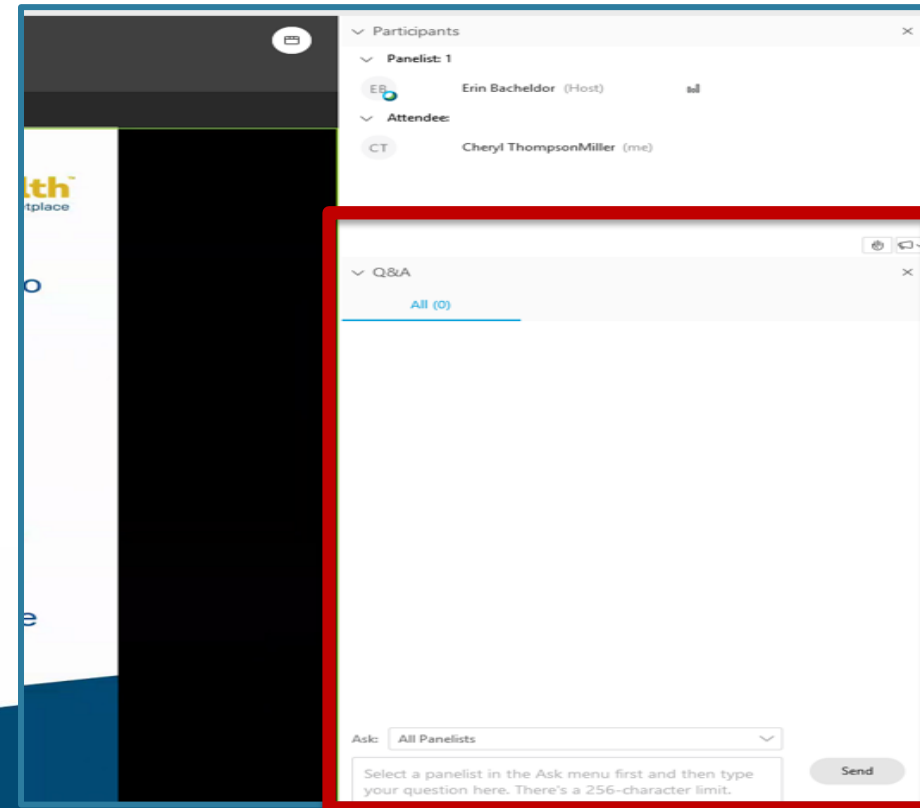 Participants
Panelist: 1
EB Erin Bacheldor (Host)
Attendee:
CT Cheryl ThompsonMiller (me)
lth™
tplace
o
e
Q&A
All (0)
Ask: All Panelists
Select a panelist in the Ask menu first and then type
your question here. There's a 256-character limit.
Send